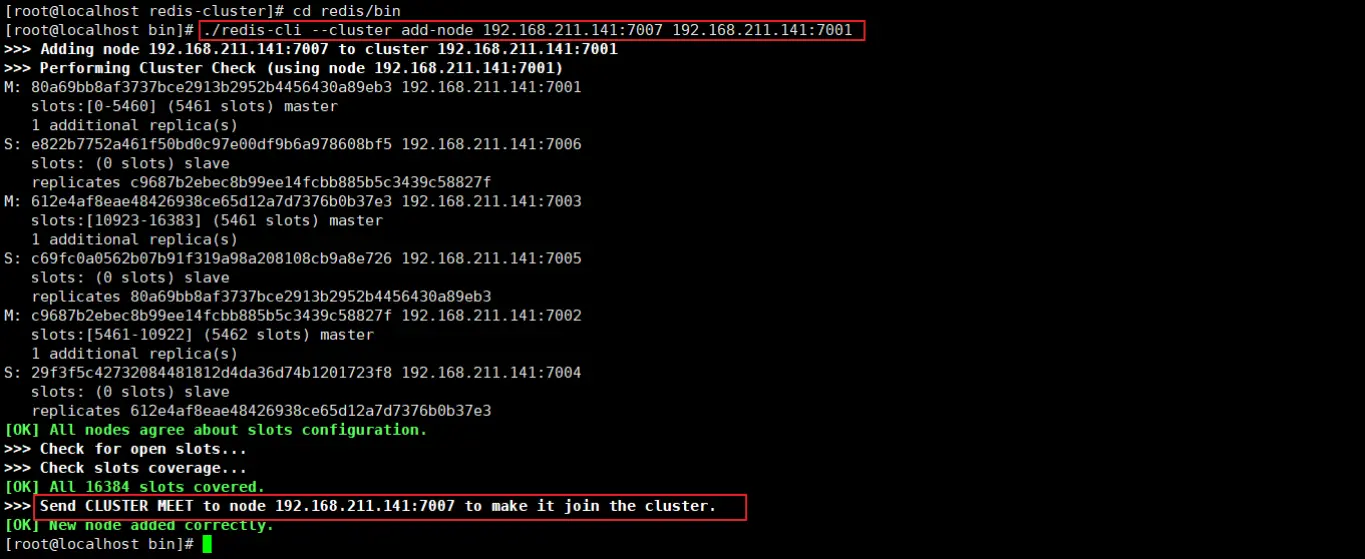 [root@localhost redis-cluster]# cd redis/bin
[root@localhost bin]# ./redis-cli --cluster add-node 192.168.211.141:7007 192.168.211.141:7001
>>> Adding node 192.168.211.141:7007 to cluster 192.168.211.141:7001
>>> Performing Cluster Check (using node 192.168.211.141:7001)
M: 80a69bb8af3737bce2913b2952b4456430a89eb3 192.168.211.141:7001
   slots:[0-5460] (5461 slots) master
   1 additional replica(s)
S: e822b7752a461f50bd0c97e00df9b6a978608bf5 192.168.211.141:7006
   slots: (0 slots) slave
   replicates c9687b2ebec8b99ee14fcbb885b5c3439c58827f
M: 612e4af8eae48426938ce65d12a7d7376b0b37e3 192.168.211.141:7003
   slots:[10923-16383] (5461 slots) master
   1 additional replica(s)
S: c69fc0a0562b07b91f319a98a208108cb9a8e726 192.168.211.141:7005
   slots: (0 slots) slave
   replicates 80a69bb8af3737bce2913b2952b4456430a89eb3
M: c9687b2ebec8b99ee14fcbb885b5c3439c58827f 192.168.211.141:7002
   slots:[5461-10922] (5462 slots) master
   1 additional replica(s)
S: 29f3f5c42732084481812d4da36d74b1201723f8 192.168.211.141:7004
   slots: (0 slots) slave
   replicates 612e4af8eae48426938ce65d12a7d7376b0b37e3
[OK] All nodes agree about slots configuration.
>>> Check for open slots...
>>> Check slots coverage...
[OK] All 16384 slots covered.
>>> Send CLUSTER MEET to node 192.168.211.141:7007 to make it join the cluster.
[OK] New node added correctly.
[root@localhost bin]#